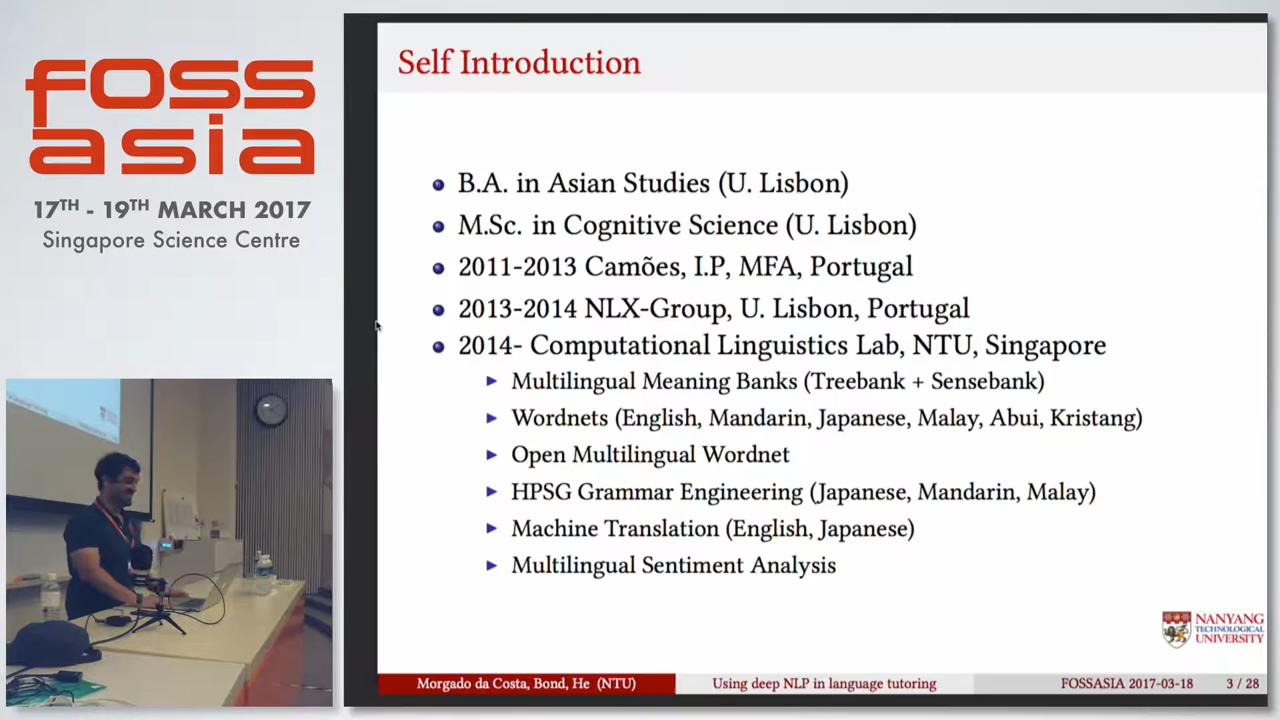 foss
asia
17TH - 19TH MARCH 2017
Singapore Science Centre
Self Introduction
B.A. in Asian Studies (U. Lisbon)
M.Sc. in Cognitive Science (U. Lisbon)
2011-2013 Camões, I.P, MFA, Portugal
2013-2014 NLX-Group, U. Lisbon, Portugal
2014- Computational Linguistics Lab, NTU, Singapore
Multilingual Meaning Banks (Treebank + Sensebank)
Wordnets (English, Mandarin, Japanese, Malay, Abui, Kristang)
Open Multilingual Wordnet
HPSG Grammar Engineering (Japanese, Mandarin, Malay)
Machine Translation (English, Japanese)
Multilingual Sentiment Analysis
NANYANG
TECHNOLOGICAL
UNIVERSITY
Morgado da Costa, Bond, He (NTU) Using deep NLP in language tutoring FOSSASIA 2017-03-18 3 / 28